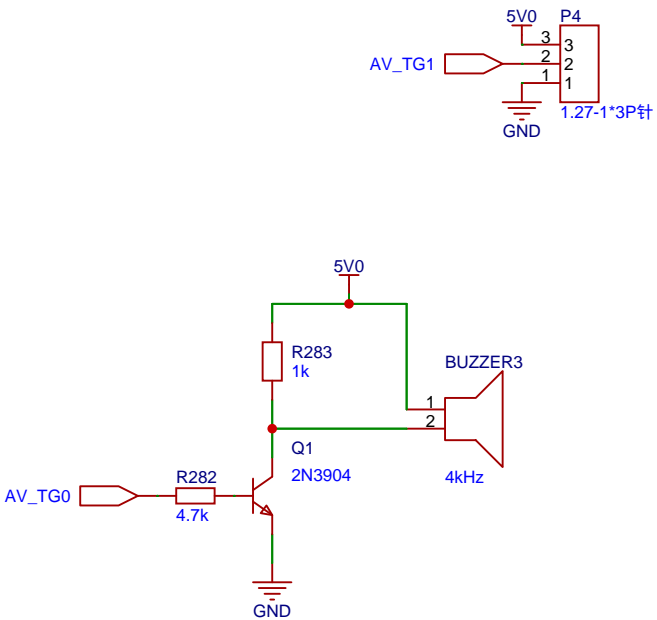 5V0 P4
3 3
AV_TG1 2 2
1 1
GND 1.27-1*3P针
5V0
R283
1k
BUZZER3
1
2
Q1
2N3904
4kHz
R282
AV_TG0
4.7k
GND